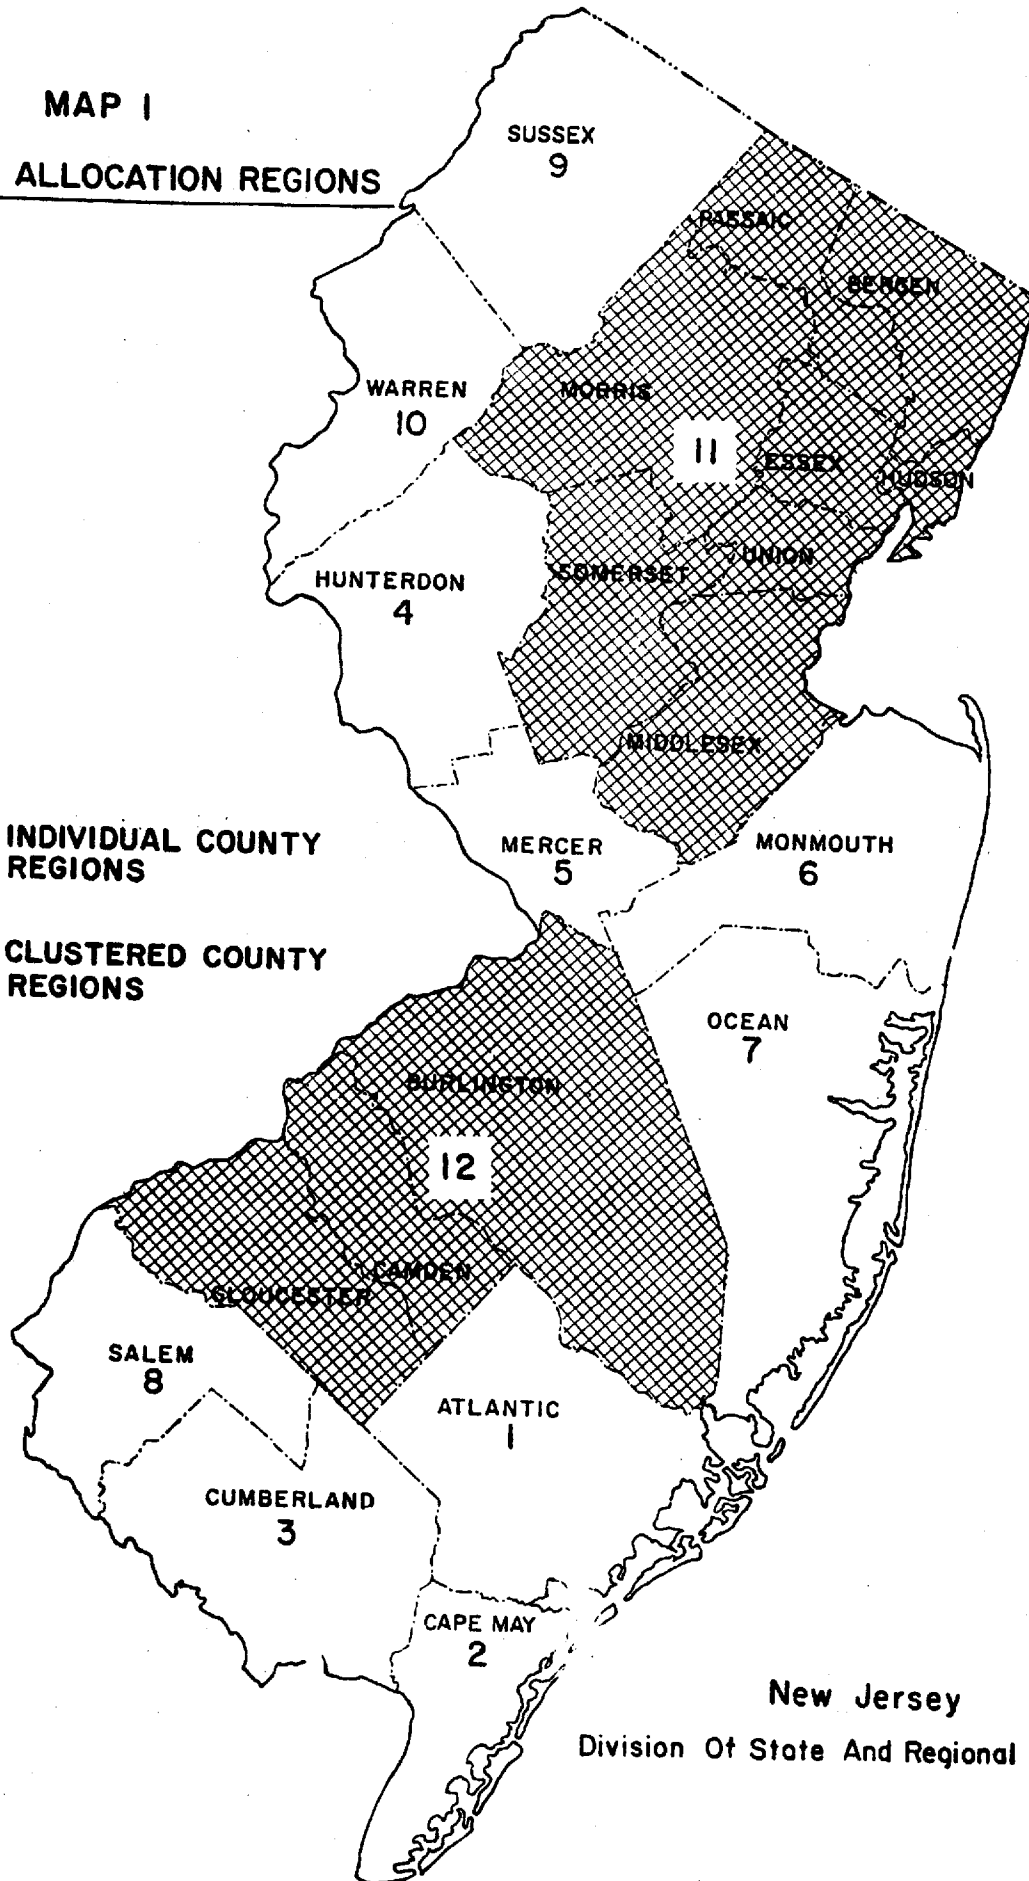 MAP I
ALLOCATION REGIONS
SUSSEX
9
PASSAIC
BERGEN
WARREN
10
MORRIS
11
ESSEX
HUDSON
HUNTERDON
4
SOMERSET
UNION
MIDDLESEX
INDIVIDUAL COUNTY
REGIONS
MERCER
5
MONMOUTH
6
CLUSTERED COUNTY
REGIONS
OCEAN
7
BURLINGTON
12
CAMDEN
GLOUCESTER
SALEM
8
ATLANTIC
1
CUMBERLAND
3
CAPE MAY
2
New Jersey
Division Of State And Regional